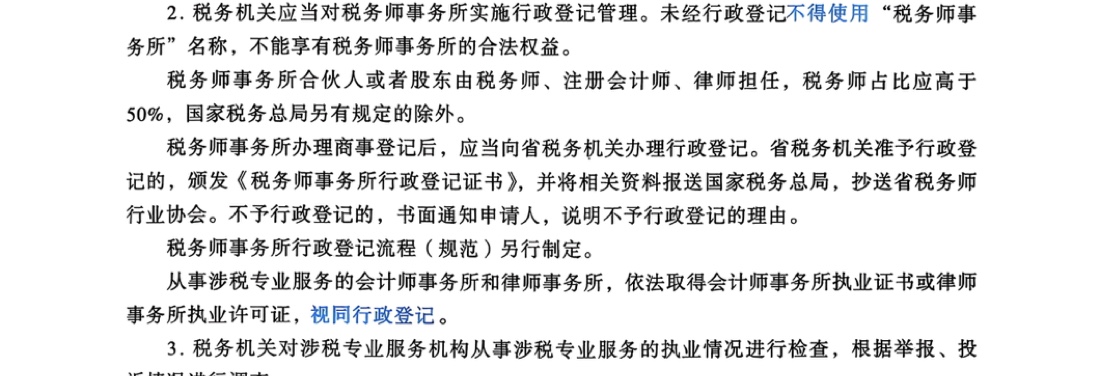 2. 税务机关应当对税务师事务所实施行政登记管理。未经行政登记不得使用“税务师事
务所”名称，不能享有税务师事务所的合法权益。
税务师事务所合伙人或者股东由税务师、注册会计师、律师担任，税务师占比应高于
50%，国家税务总局另有规定的除外。
税务师事务所办理商事登记后，应当向省税务机关办理行政登记。省税务机关准予行政登
记的，颁发《税务师事务所行政登记证书》，并将相关资料报送国家税务总局，抄送省税务师
行业协会。不予行政登记的，书面通知申请人，说明不予行政登记的理由。
税务师事务所行政登记流程（规范）另行制定。
从事涉税专业服务的会计师事务所和律师事务所，依法取得会计师事务所执业证书或律师
事务所执业许可证，视同行政登记。
3. 税务机关对涉税专业服务机构从事涉税专业服务的执业情况进行检查，根据举报、投